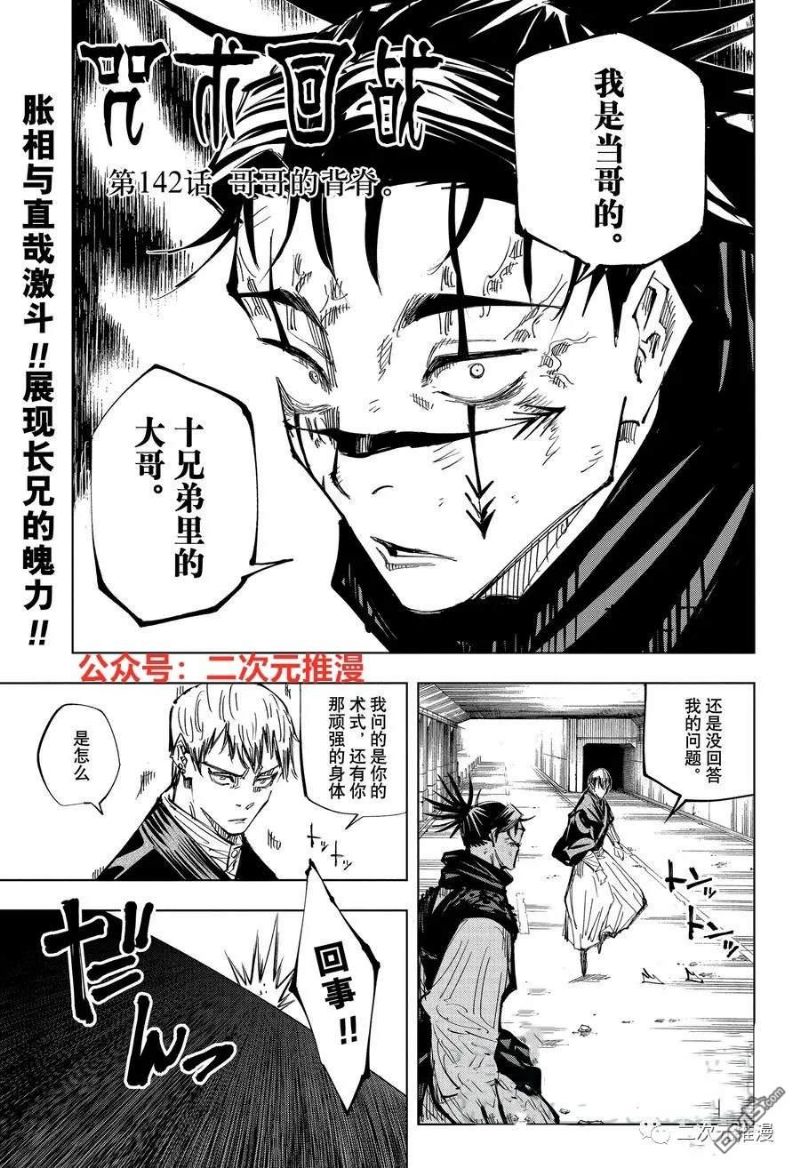 咒术回战
第142话 哥哥的背脊。
我是当哥的。
十兄弟里的
大哥。
胀相与直哉激斗!!展现长兄的魄力!!
公众号：二次元推漫
还是没回答
我的问题。
トンッ
トンッ
我问的是你的
术式，还有你
那顽强的身体
トンッ
トンッ
是怎么
回事!!
だんっ
二次元推漫
DM5.com